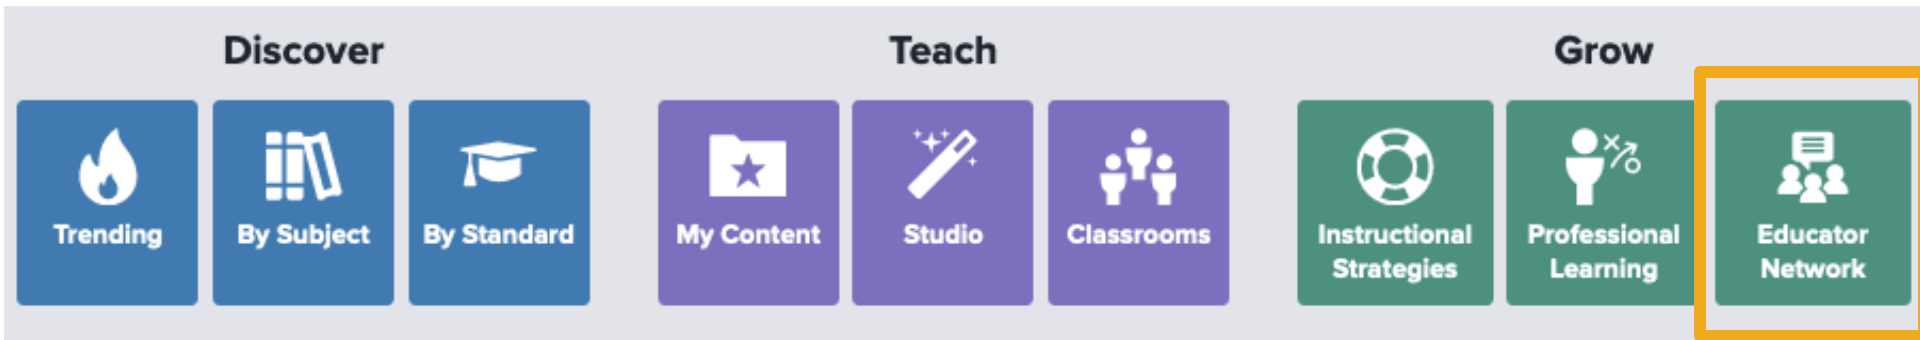 Discover
Trending
By Subject
By Standard
Teach
My Content
Studio
Classrooms
Grow
Instructional
Strategies
Professional
Learning
Educator
Network